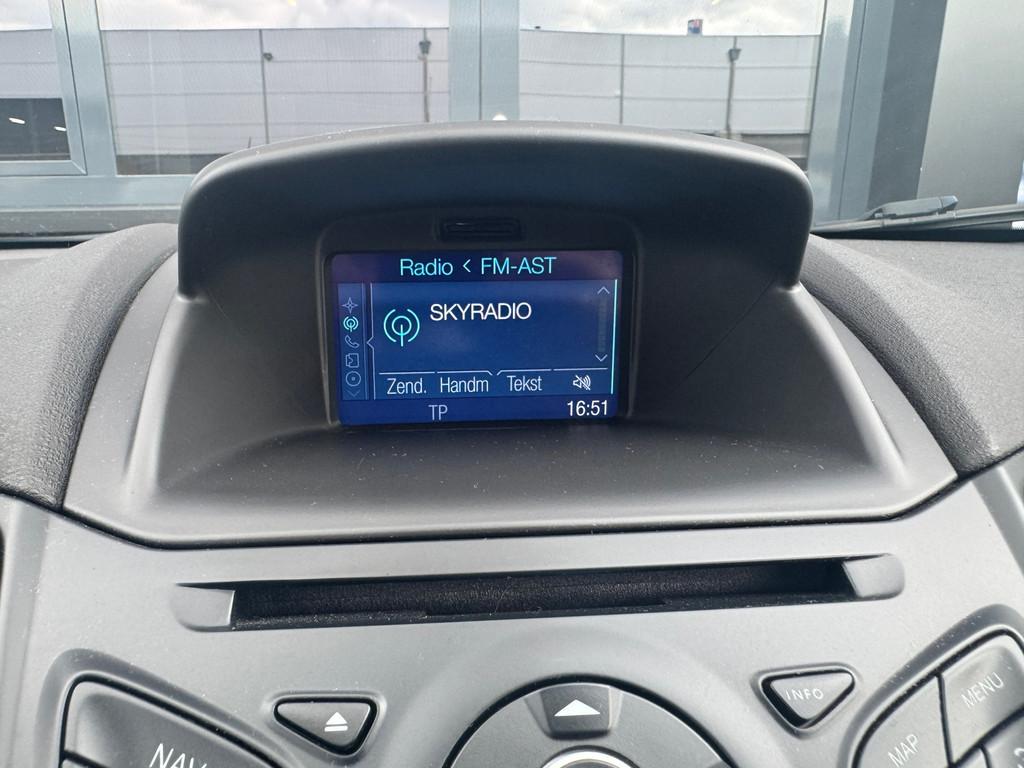 Radio < FM-AST
SKYRADIO
Zend. Handm Tekst
TP 16:51
INFO
MENU
NAV
MAP